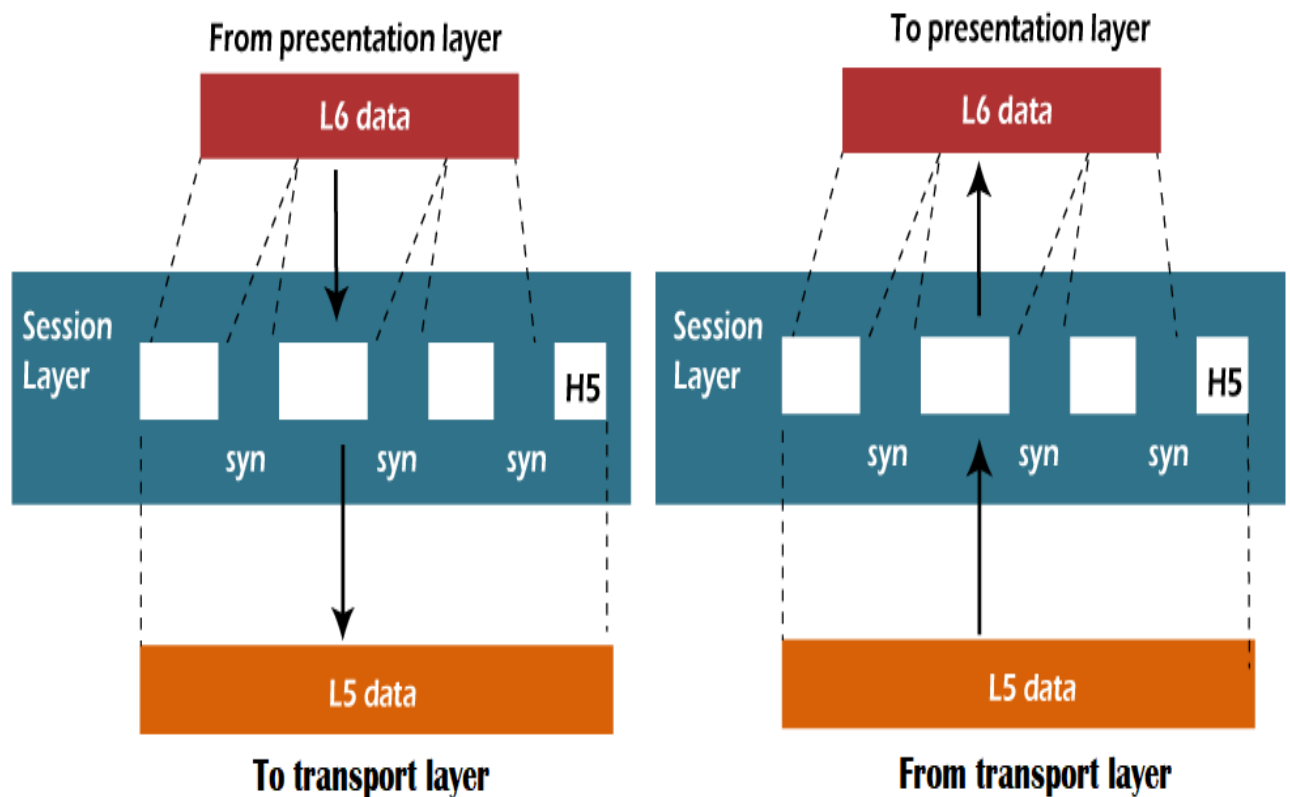 From presentation layer
L6 data
Session
Layer
H5
syn
syn
syn
L5 data
To transport layer
To presentation layer
L6 data
Session
Layer
H5
syn
syn
syn
L5 data
From transport layer